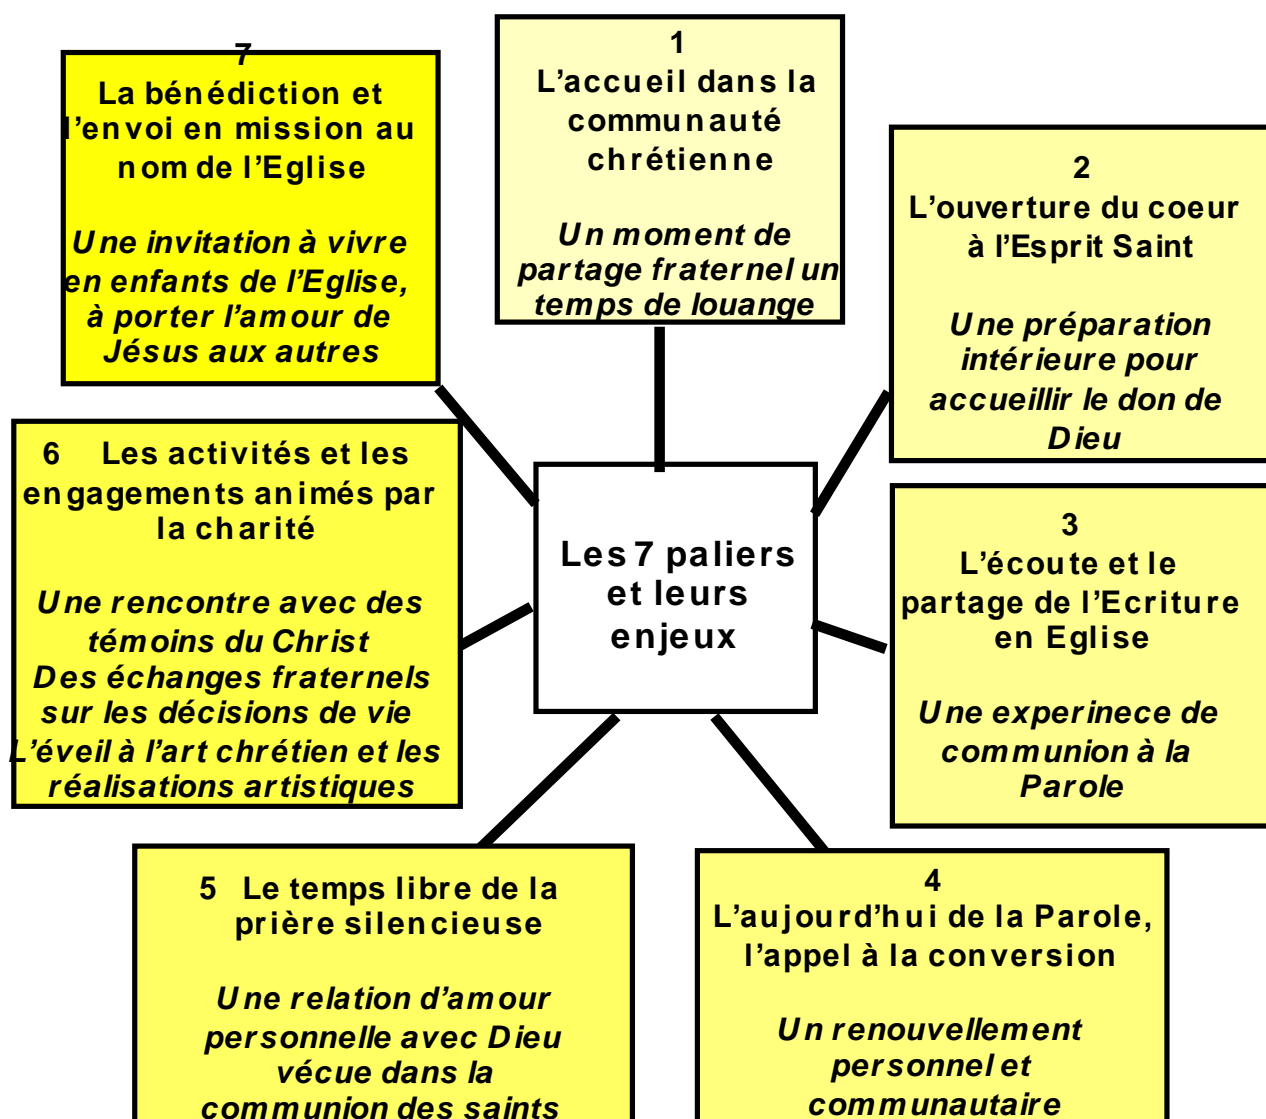 Les 7 paliers
et leurs
enjeux
1
L'accueil dans la
communauté
chrétienne
Un moment de
partage fraternel un
temps de louange
2
L'ouverture du coeur
à l'Esprit Saint
Une préparation
intérieure pour
accueillir le don de
Dieu
3
L'écoute et le
partage de l'Ecriture
en Eglise
Une experinece de
communion à la
Parole
4
L'aujourd'hui de la Parole,
l'appel à la conversion
Un renouvellement
personnel et
communautaire
5 Le temps libre de la
prière silencieuse
Une relation d'amour
personnelle avec Dieu
vécue dans la
communion des saints
6 Les activités et les
engagements animés par
la charité
Une rencontre avec des
témoins du Christ
Des échanges fraternels
sur les décisions de vie
L'éveil à l'art chrétien et les
réalisations artistiques
7
La bénédiction et
l'envoi en mission au
nom de l'Eglise
Une invitation à vivre
en enfants de l'Eglise,
à porter l'amour de
Jésus aux autres